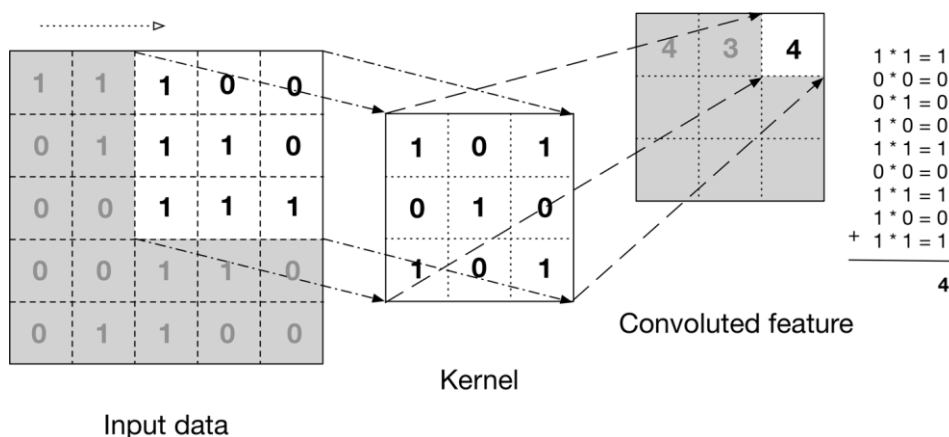 1 1 1 0 0
0 1 1 1 0
0 0 1 1 1
0 0 1 1 0
0 1 1 0 0
Input data
1 0 1
0 1 0
1 0 1
Kernel
4 3 4
Convoluted feature
1 * 1 = 1
0 * 0 = 0
0 * 1 = 0
1 * 0 = 0
1 * 1 = 1
0 * 0 = 0
1 * 1 = 1
1 * 0 = 0
+ 1 * 1 = 1
4